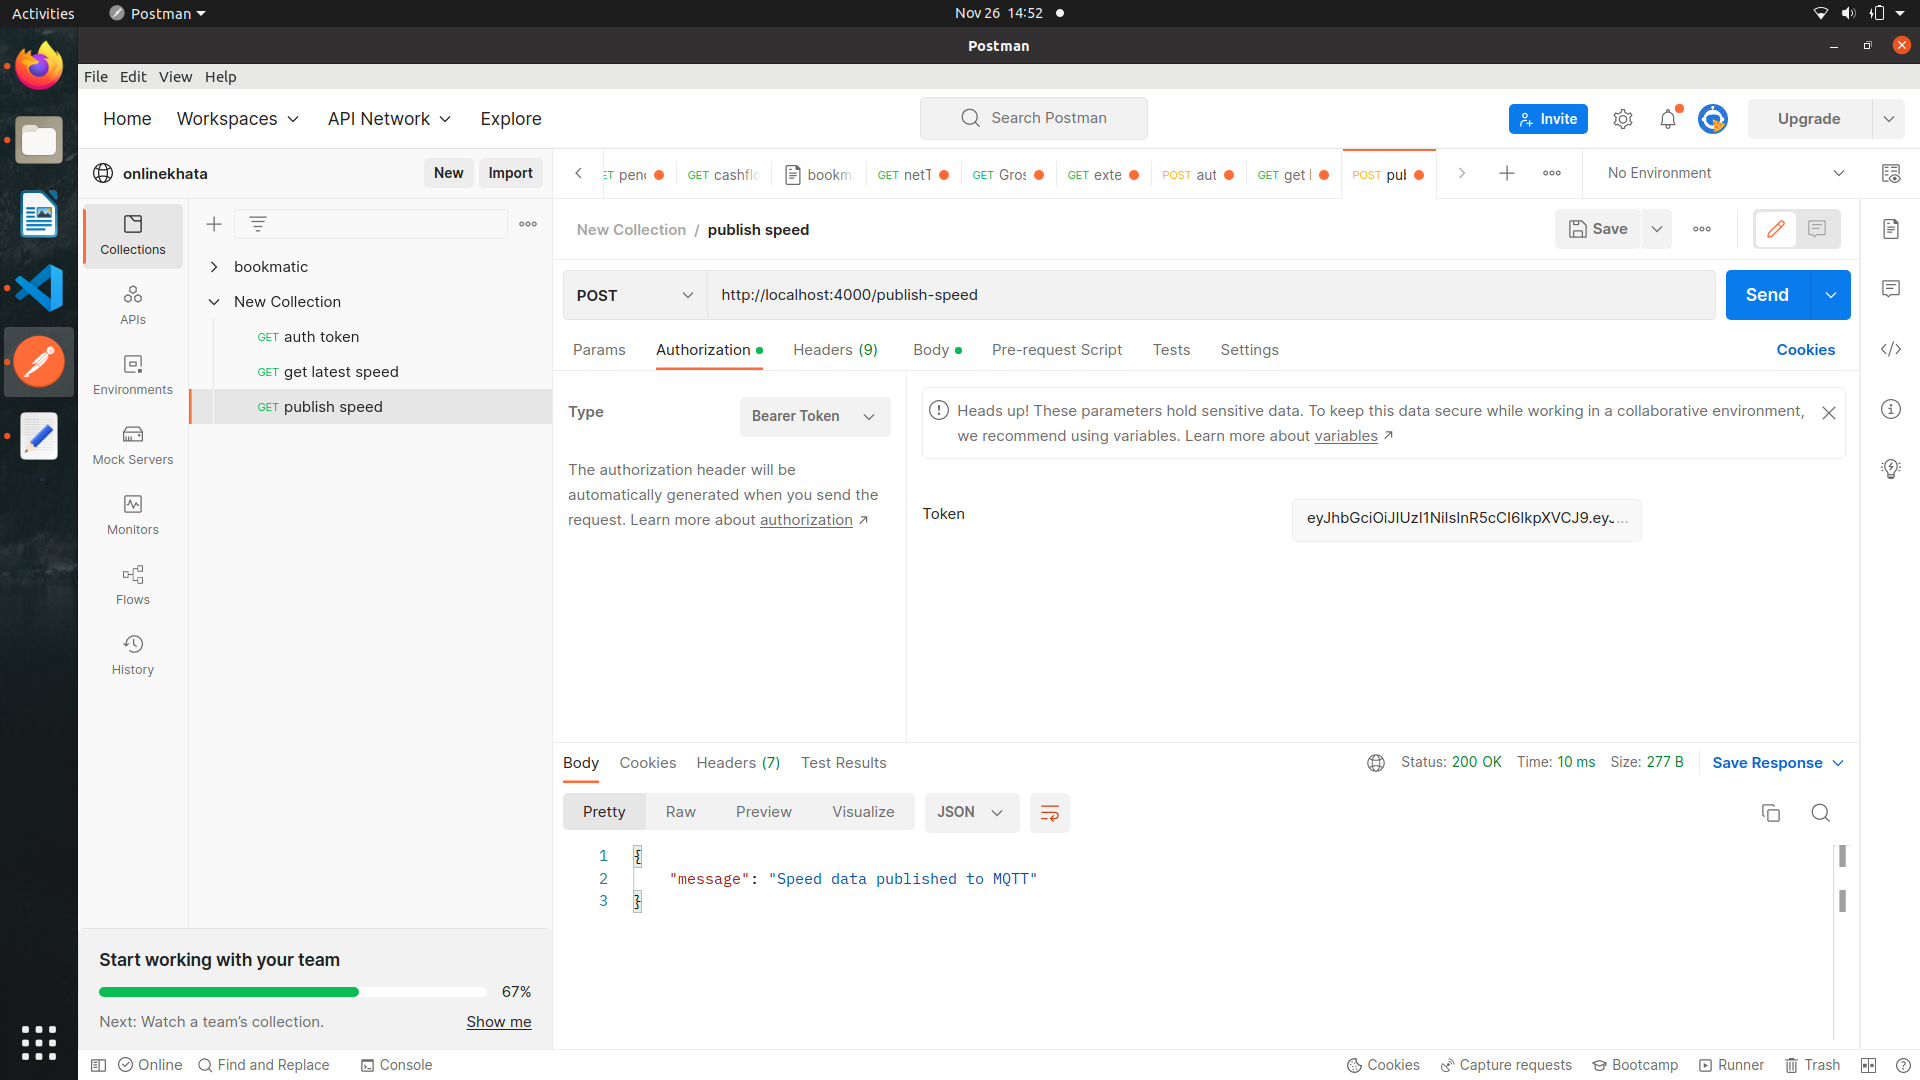 Activities
Postman
Nov 26 14:52
Postman
File Edit View Help
Home Workspaces API Network Explore
Search Postman
Invite
Upgrade
onlinekhata
New Import
GET cashflo
bookm
GET netT
GET Gros
GET exte
POST aut
GET get l
POST pub
No Environment
Collections
APIs
Environments
Mock Servers
Monitors
Flows
History
bookmatic
New Collection
GET auth token
GET get latest speed
GET publish speed
New Collection / publish speed
Save
POST http://localhost:4000/publish-speed
Send
Params Authorization Headers (9) Body Pre-request Script Tests Settings
Cookies
Type
Bearer Token
The authorization header will be
automatically generated when you send the
request. Learn more about authorization ↗
Heads up! These parameters hold sensitive data. To keep this data secure while working in a collaborative environment,
we recommend using variables. Learn more about variables ↗
Token
Body Cookies Headers (7) Test Results
Status: 200 OK Time: 10 ms Size: 277 B
Save Response
Pretty Raw Preview Visualize
JSON
1 {
2 "message": "Speed data published to MQTT"
3 }
Start working with your team
67%
Next: Watch a team's collection.
Show me
Online
Find and Replace
Console
Cookies
Capture requests
Bootcamp
Runner
Trash